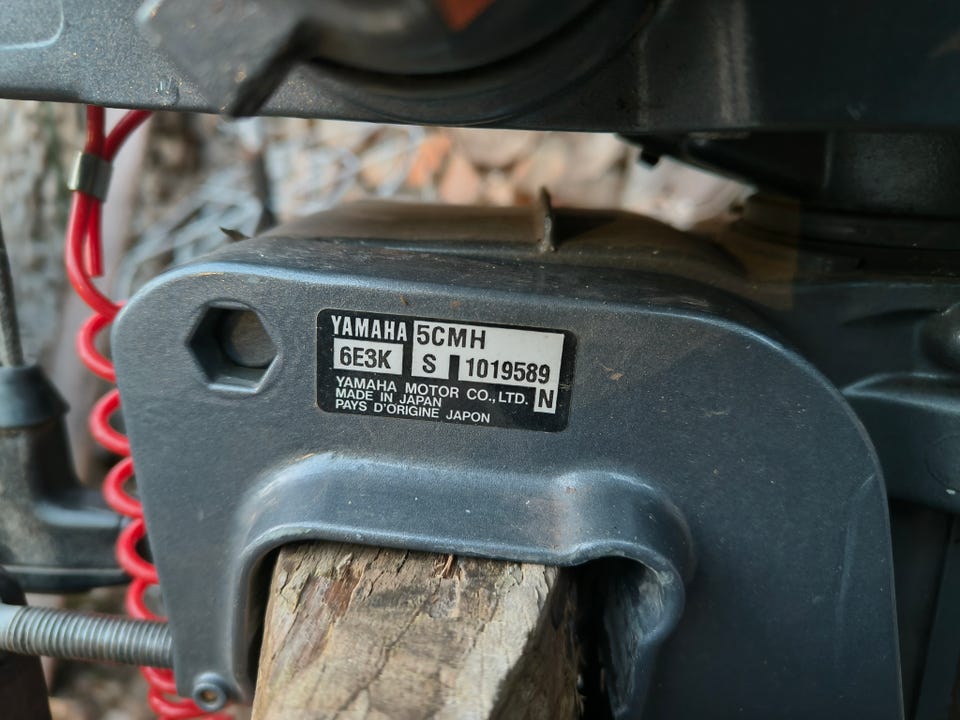 YAMAHA 5CMH
6E3K S 1019589
YAMAHA MOTOR CO.,LTD. N
MADE IN JAPAN
PAYS D'ORIGINE JAPON